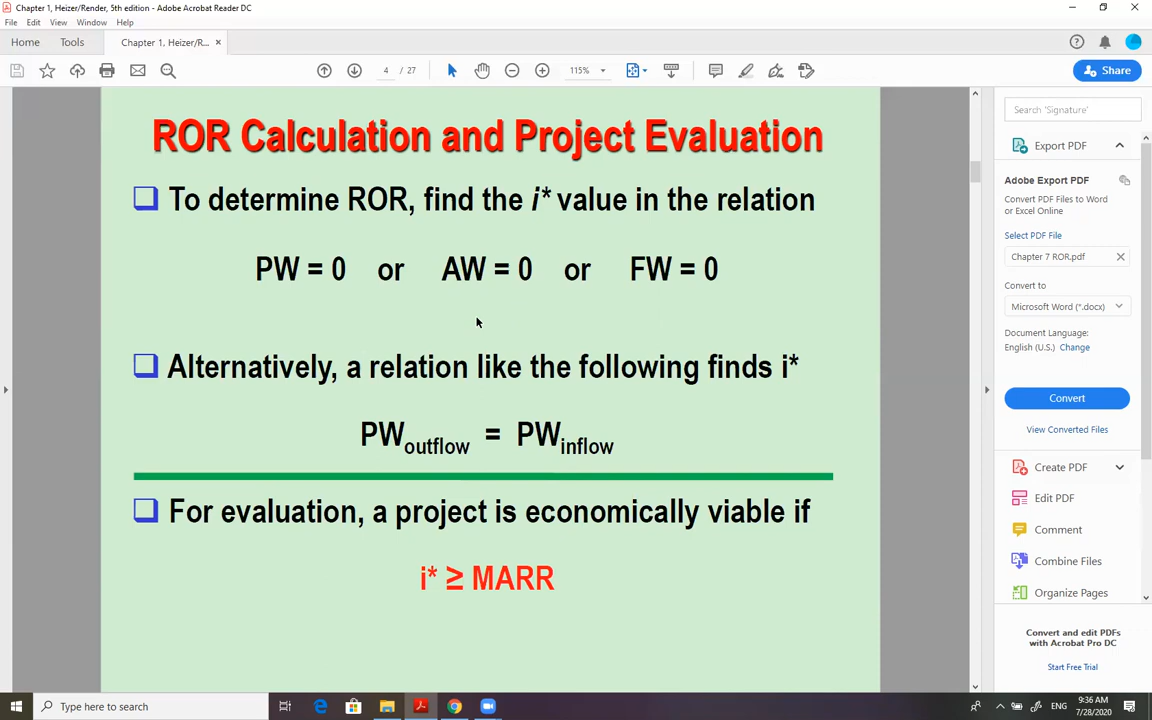 Chapter 1, Heizer/Render, 5th edition - Adobe Acrobat Reader DC
File Edit View Window Help
Home Tools Chapter 1, Heizer/R... ×
4 / 27 115% Share
ROR Calculation and Project Evaluation
To determine ROR, find the i* value in the relation
PW = 0 or AW = 0 or FW = 0
Alternatively, a relation like the following finds i*
PWoutflow = PWinflow
For evaluation, a project is economically viable if
i* ≥ MARR
Search 'Signature'
Export PDF
Adobe Export PDF
Convert PDF Files to Word
or Excel Online
Select PDF File
Chapter 7 ROR.pdf
Convert to
Microsoft Word (*.docx)
Document Language:
English (U.S.) Change
Convert
View Converted Files
Create PDF
Edit PDF
Comment
Combine Files
Organize Pages
Convert and edit PDFs
with Acrobat Pro DC
Start Free Trial
Type here to search
ENG
9:36 AM
7/28/2020